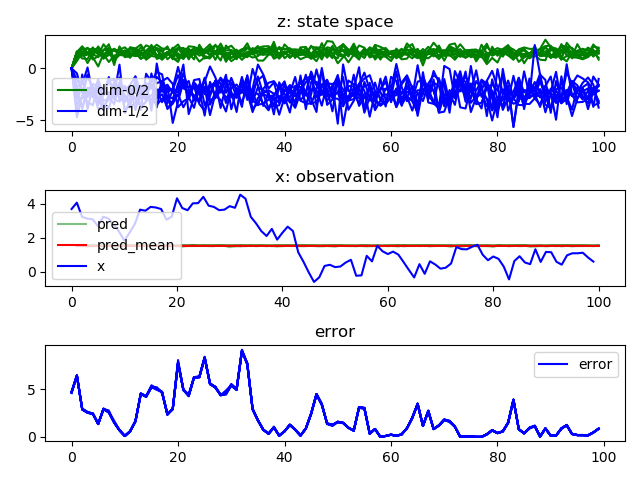 z: state space
0
−5
dim-0/2
dim-1/2
0 20 40 60 80 100
x: observation
4
2
0
pred
pred_mean
x
0 20 40 60 80 100
error
5
0
error
0 20 40 60 80 100